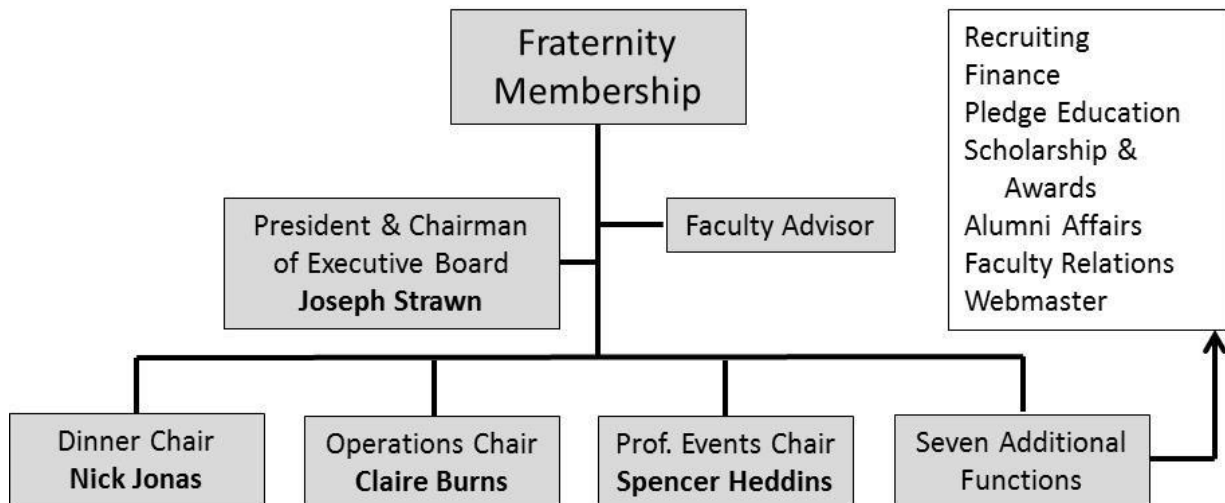 Fraternity
Membership
President & Chairman
of Executive Board
Joseph Strawn
Faculty Advisor
Recruiting
Finance
Pledge Education
Scholarship &
Awards
Alumni Affairs
Faculty Relations
Webmaster
Dinner Chair
Nick Jonas
Operations Chair
Claire Burns
Prof. Events Chair
Spencer Heddins
Seven Additional
Functions